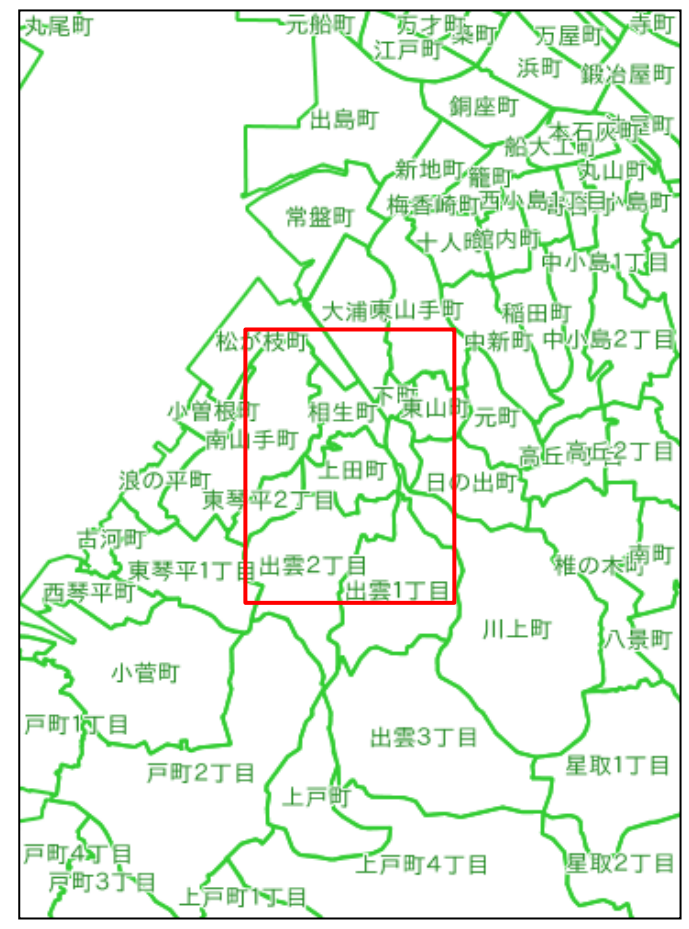 丸尾町
元船町
万才町
築町
万屋町
寺町
江戸町
浜町
鍛冶屋町
銅座町
出島町
本石灰町
船大工町
新地町
籠町
丸山町
梅香崎町
西小島1丁目
常盤町
十人町
館内町
中小島1丁目
大浦東山手町
稲田町
松が枝町
中新町
中小島2丁目
下町
小曽根町
相生町
東山町
元町
南山手町
高丘2丁目
上田町
浪の平町
日の出町
東琴平2丁目
古河町
南町
出雲2丁目
椎の木町
東琴平1丁目
西琴平町
出雲1丁目
川上町
八景町
小菅町
戸町1丁目
出雲3丁目
星取1丁目
戸町2丁目
上戸町
戸町4丁目
上戸町4丁目
星取2丁目
戸町3丁目
上戸町1丁目